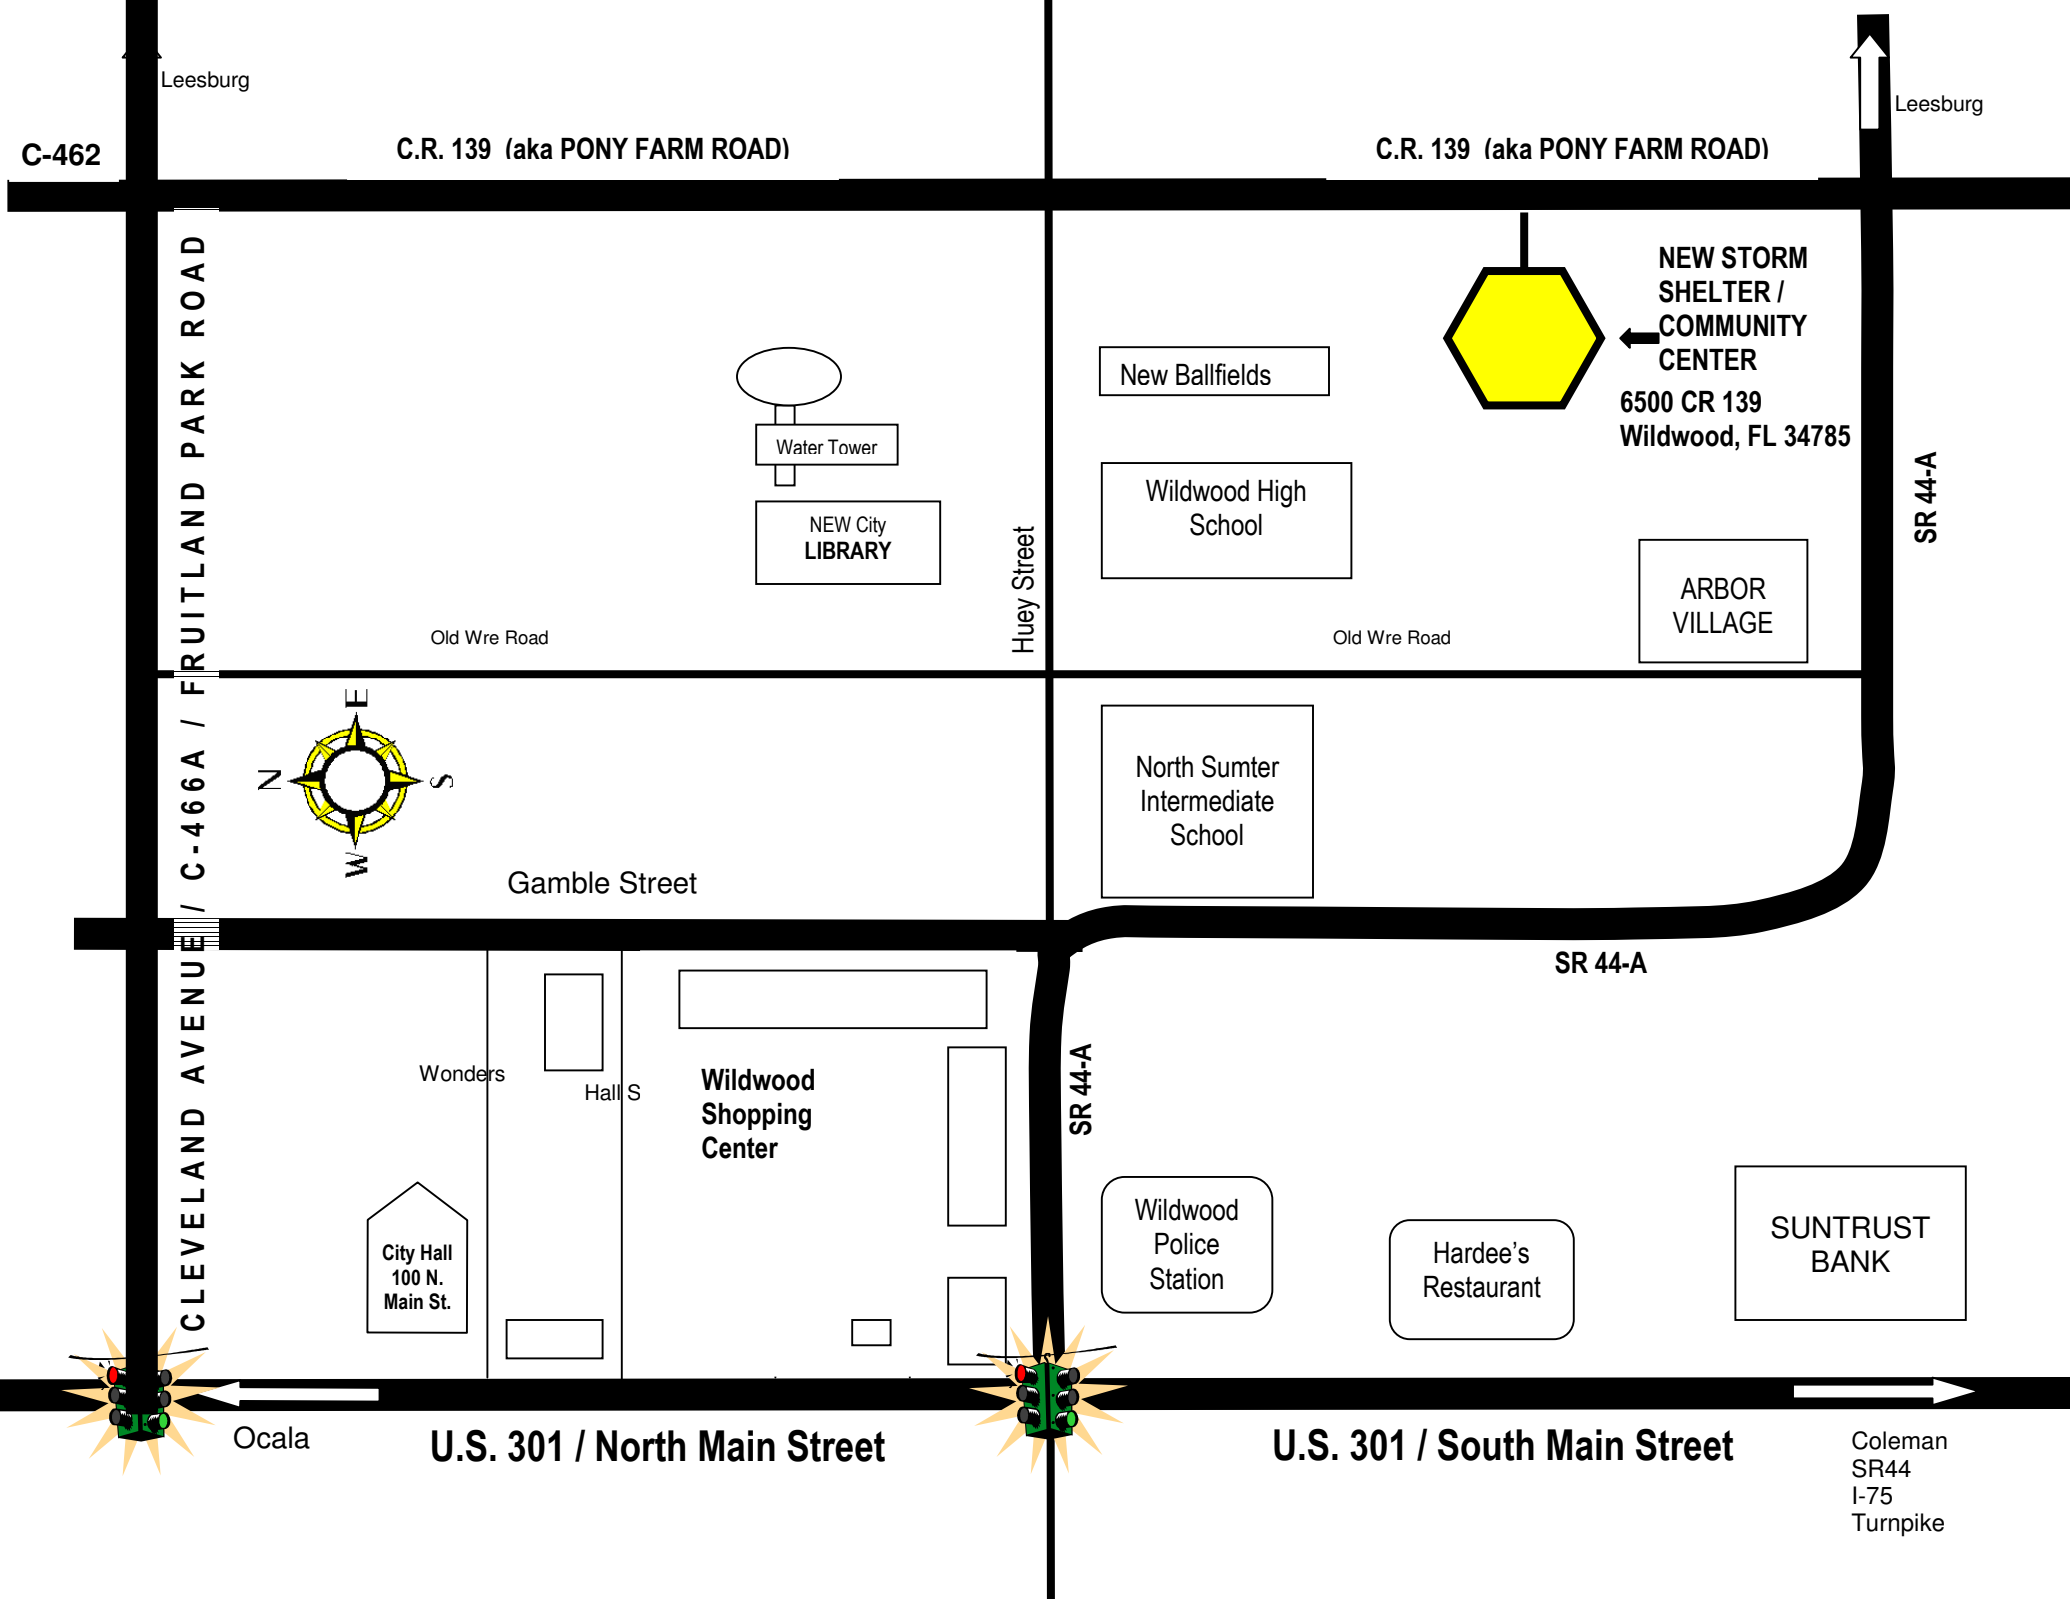 Leesburg
Leesburg
C-462
C.R. 139 (aka PONY FARM ROAD)
C.R. 139 (aka PONY FARM ROAD)
CLEVELAND AVENUE / C-466A / FRUITLAND PARK ROAD
NEW STORM
SHELTER /
COMMUNITY
CENTER
6500 CR 139
Wildwood, FL 34785
New Ballfields
Water Tower
Wildwood High
School
SR 44-A
NEW City
LIBRARY
Huey Street
ARBOR
VILLAGE
Old Wre Road
Old Wre Road
E
N
S
W
North Sumter
Intermediate
School
Gamble Street
SR 44-A
Wonders
Hall S
Wildwood
Shopping
Center
SR 44-A
City Hall
100 N.
Main St.
Wildwood
Police
Station
Hardee's
Restaurant
SUNTRUST
BANK
Ocala
U.S. 301 / North Main Street
U.S. 301 / South Main Street
Coleman
SR44
I-75
Turnpike